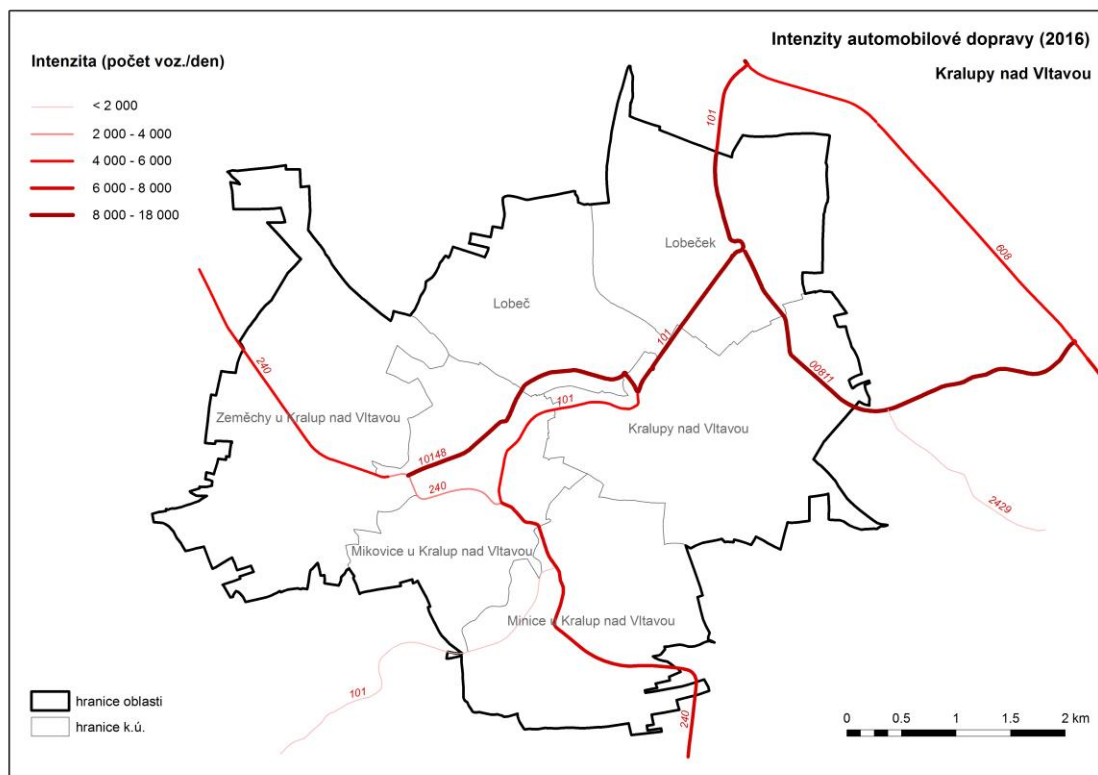 Intenzity automobilové dopravy (2016)
Kralupy nad Vltavou
Intenzita (počet voz./den)
< 2 000
2 000 - 4 000
4 000 - 6 000
6 000 - 8 000
8 000 - 18 000
101
608
Lobeček
Lobeč
101
240
00811
101
Zeměchy u Kralup nad Vltavou
Kralupy nad Vltavou
10148
240
2429
Mikovice u Kralup nad Vltavou
Minice u Kralup nad Vltavou
101
240
hranice oblasti
hranice k.ú.
0 0.5 1 1.5 2 km